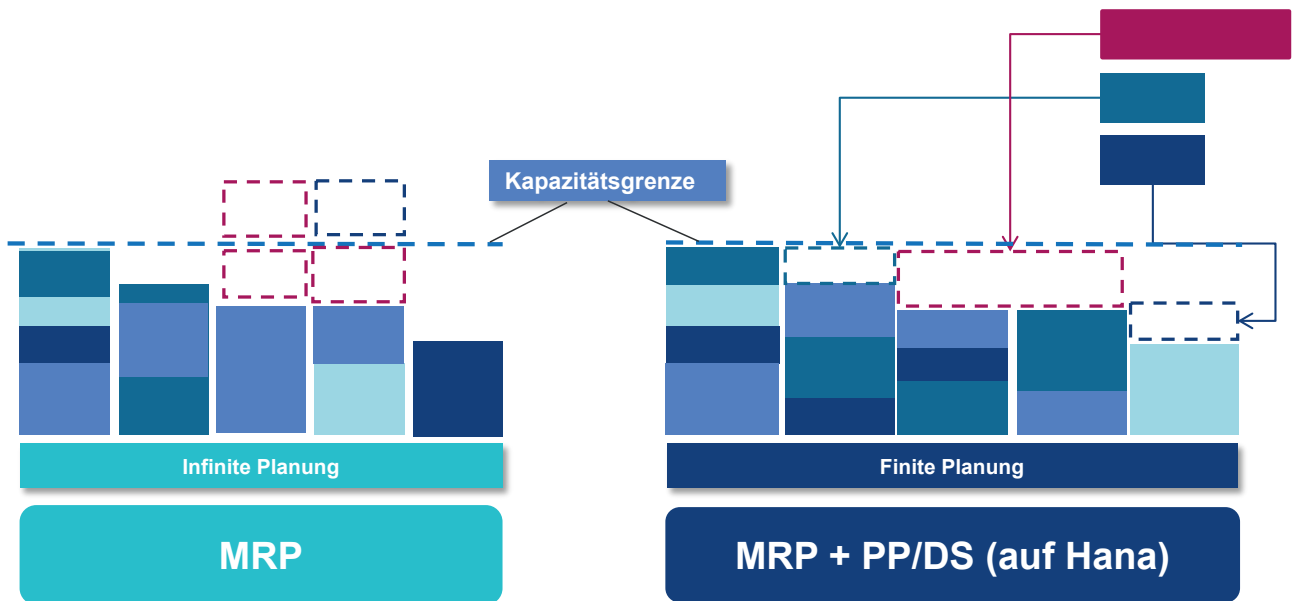 Kapazitätsgrenze
Infinite Planung
Finite Planung
MRP
MRP + PP/DS (auf Hana)